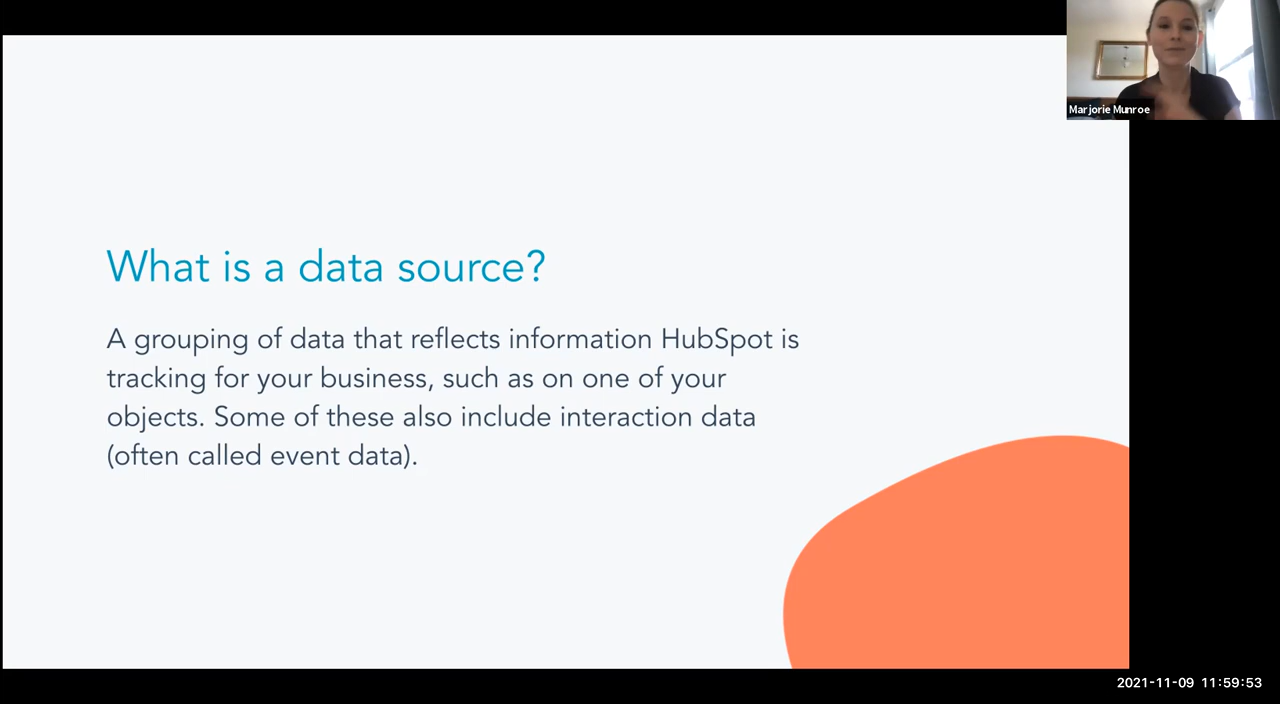 Marjorie Munroe
What is a data source?
A grouping of data that reflects information HubSpot is
tracking for your business, such as on one of your
objects. Some of these also include interaction data
(often called event data).
2021-11-09 11:59:53